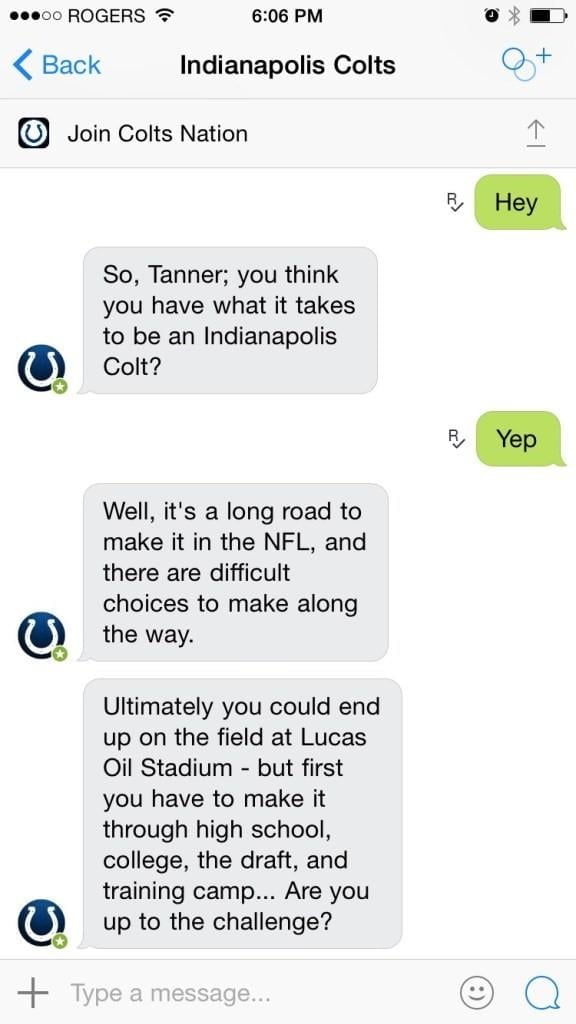 ROGERS 6:06 PM
Back Indianapolis Colts
Join Colts Nation
R Hey
So, Tanner; you think
you have what it takes
to be an Indianapolis
Colt?
R Yep
Well, it's a long road to
make it in the NFL, and
there are difficult
choices to make along
the way.
Ultimately you could end
up on the field at Lucas
Oil Stadium - but first
you have to make it
through high school,
college, the draft, and
training camp... Are you
up to the challenge?
Type a message...